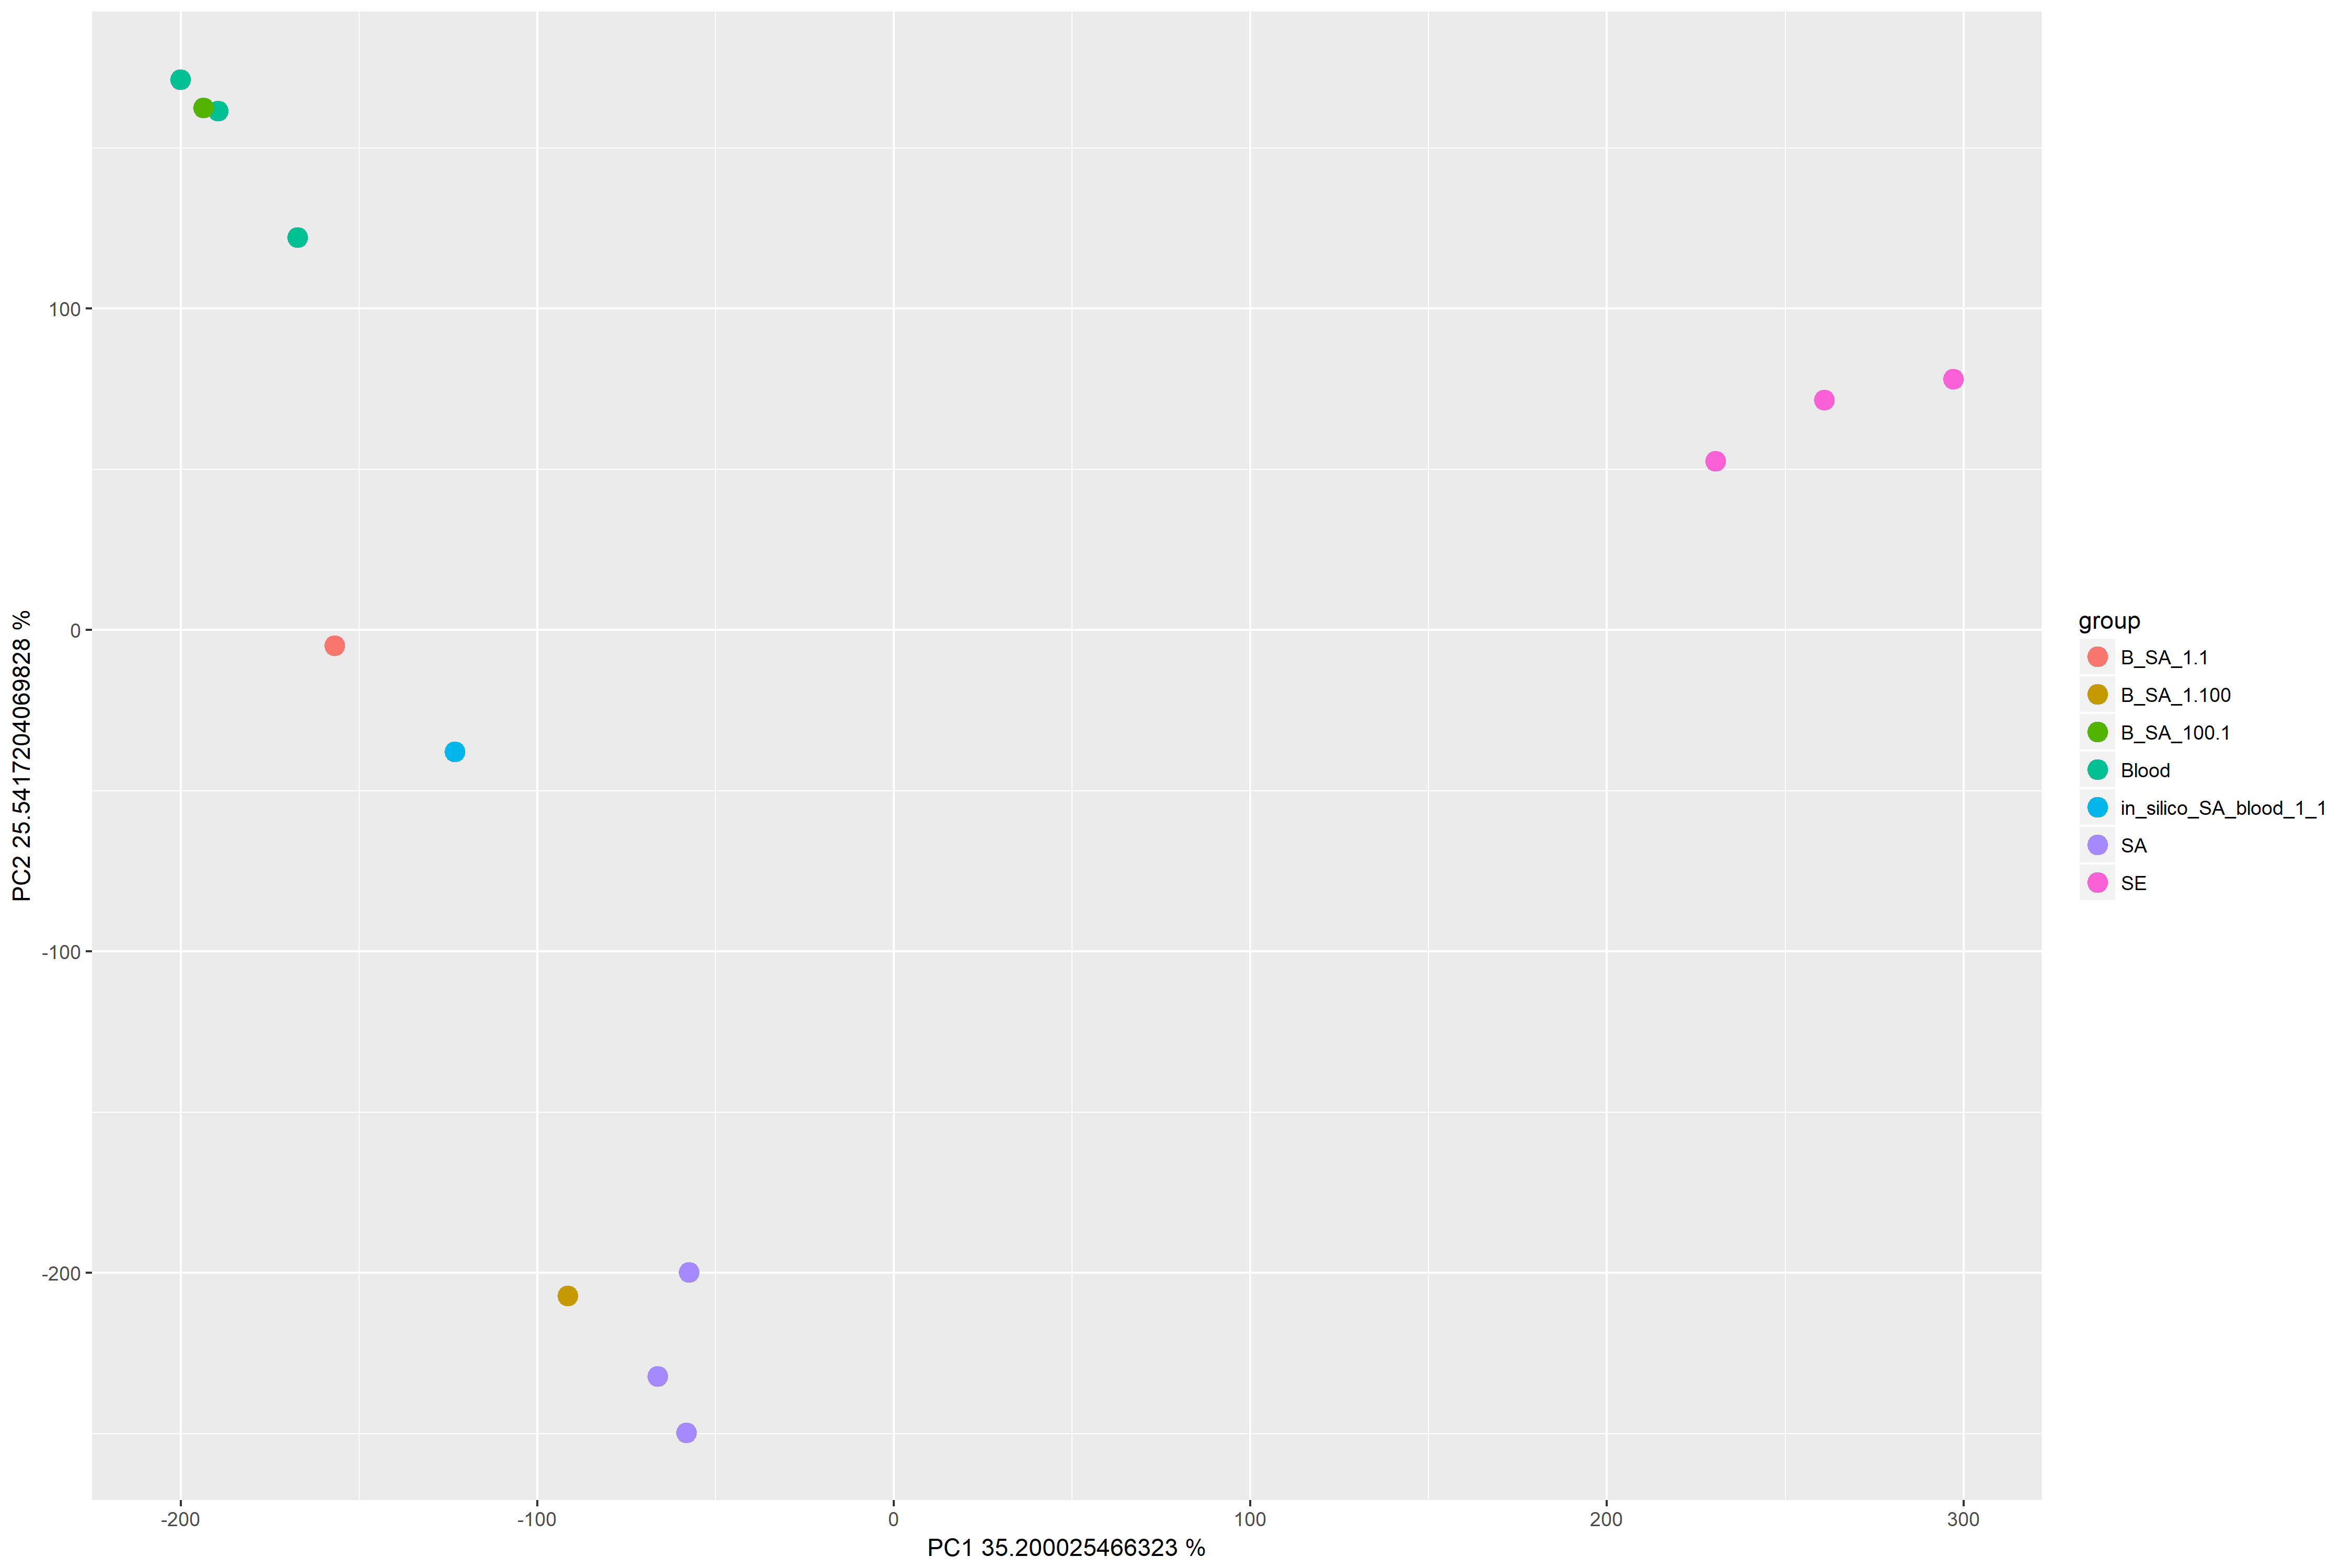 100
0
-100
-200
PC2 25.5417204069828 %
-200
-100
0
100
200
300
PC1 35.200025466323 %
group
B_SA_1.1
B_SA_1.100
B_SA_100.1
Blood
in_silico_SA_blood_1_1
SA
SE